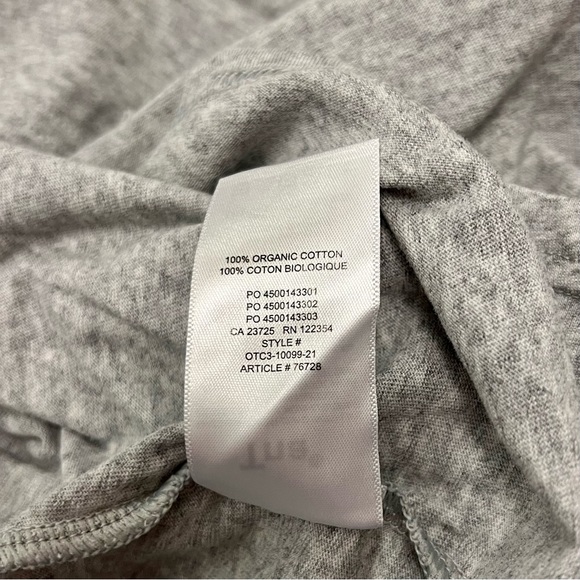 100% ORGANIC COTTON
100% COTON BIOLOGIQUE
PO 4500143301
PO 4500143302
PO 4500143303
CA 23725 RN 122354
STYLE #
OTC3-10099-21
ARTICLE # 76728
Tna